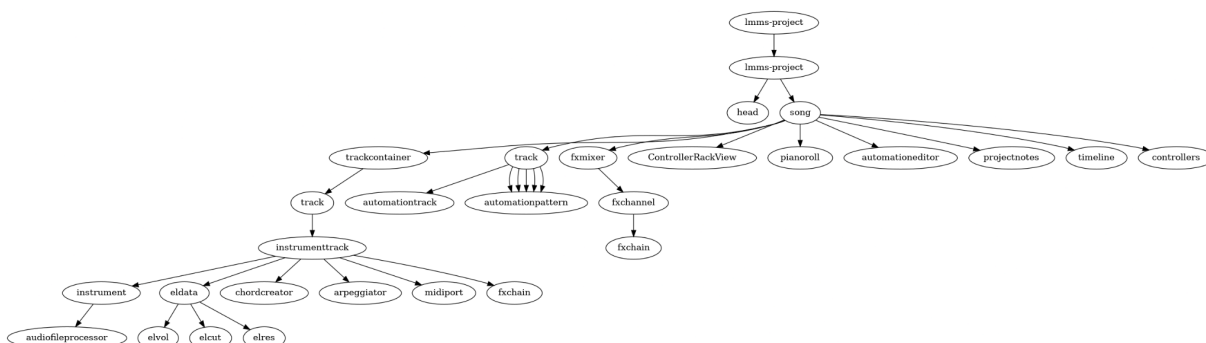 lmms-project
lmms-project
head song
trackcontainer track fxmixer ControllerRackView pianoroll automationeditor projectnotes timeline controllers
track automationtrack automationpattern fxchannel
instrumenttrack fxchain
instrument eldata chordcreator arpeggiator midiport fxchain
audiofileprocessor elvol elcut elres